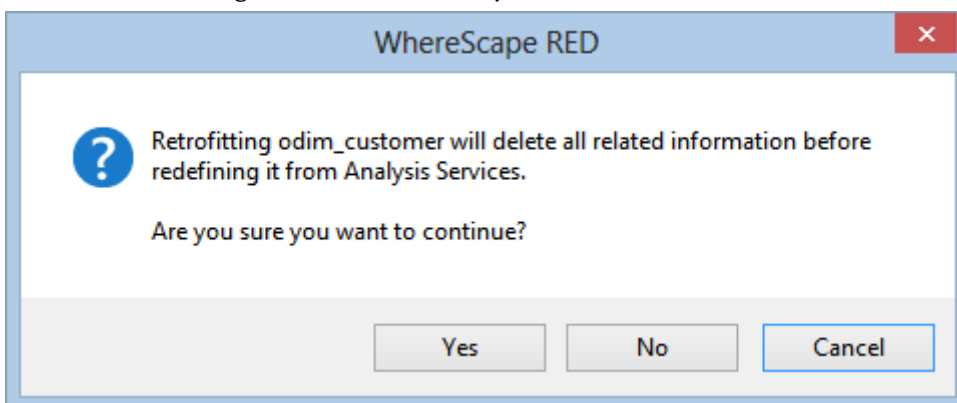 WhereScape RED
Retrofitting odim_customer will delete all related information before
redefining it from Analysis Services.
Are you sure you want to continue?
Yes No Cancel